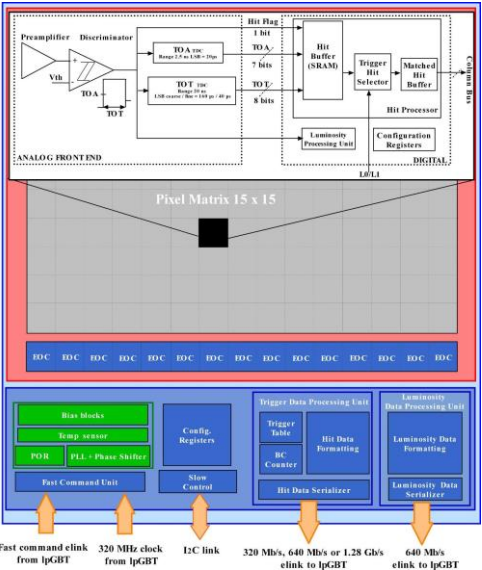 Preamplifier
Discriminator
Vth
TOA
TOT
TOA TDC
Range 2.5 ns LSB = 20ps
TOT TDC
Range 20 ns
LSB coarse / fine = 160 ps / 40 ps
Hit Flag
1 bit
TOA
7 bits
TOT
8 bits
Hit
Buffer
(SRAM)
Trigger
Hit
Selector
Matched
Hit
Buffer
Hit Processor
Column Bus
Luminosity
Processing Unit
Configuration
Registers
ANALOG FRONTEND
DIGITAL
L0/L1
Pixel Matrix 15 x 15
EOC EOC EOC EOC EOC EOC EOC EOC EOC EOC EOC EOC EOC EOC EOC
Bias blocks
Temp sensor
POR
PLL + Phase Shifter
Fast Command Unit
Config.
Registers
Slow
Control
Trigger Data Processing Unit
Trigger
Table
BC
Counter
Hit Data
Formatting
Hit Data Serializer
Luminosity
Data Processing Unit
Luminosity Data
Formatting
Luminosity Data
Serializer
Fast command elink
from lpGBT
320 MHz clock
from lpGBT
I2C link
320 Mb/s, 640 Mb/s or 1.28 Gb/s
elink to lpGBT
640 Mb/s
elink to lpGBT